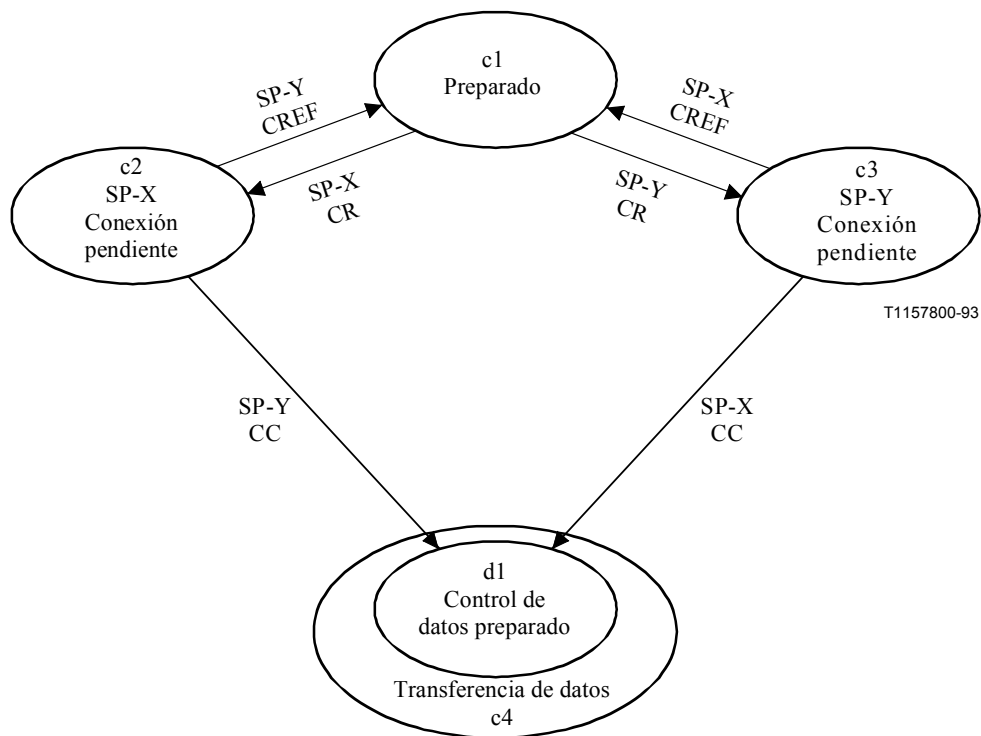 c1
Preparado
SP-Y
CREF
SP-X
CREF
SP-X
CR
SP-Y
CR
c2
SP-X
Conexión
pendiente
c3
SP-Y
Conexión
pendiente
T1157800-93
SP-Y
CC
SP-X
CC
d1
Control de
datos preparado
Transferencia de datos
c4